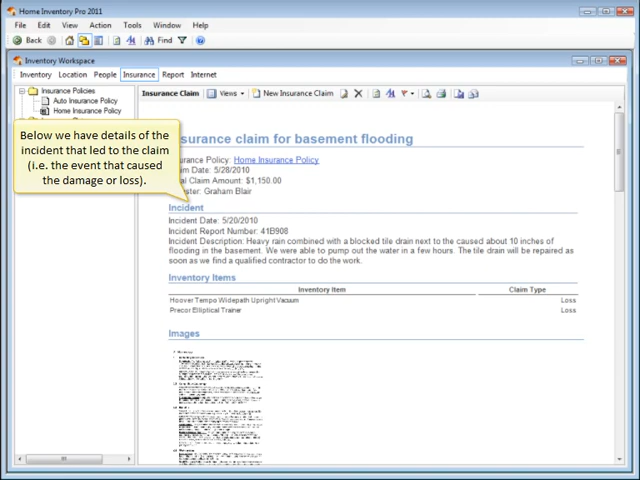 Home Inventory Pro 2011
File Edit View Action Tools Window Help
Back Find
Inventory Workspace
Inventory Location People Insurance Report Internet
Insurance Policies
Auto Insurance Policy
Home Insurance Policy
Below we have details of the
incident that led to the claim
(i.e. the event that caused
the damage or loss).
Insurance Claim Views New Insurance Claim
surance claim for basement flooding
urance Policy: Home Insurance Policy
im Date: 5/28/2010
al Claim Amount: $1,150.00
ster: Graham Blair
Incident
Incident Date: 5/20/2010
Incident Report Number: 41B908
Incident Description: Heavy rain combined with a blocked tile drain next to the caused about 10 inches of
flooding in the basement. We were able to pump out the water in a few hours. The tile drain will be repaired as
soon as we find a qualified contractor to do the work.
Inventory Items
Inventory Item Claim Type
Hoover Tempo Widepath Upright Vacuum Loss
Precor Elliptical Trainer Loss
Images